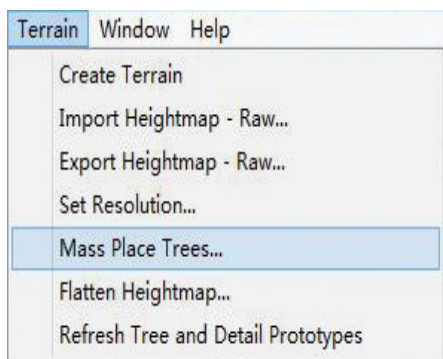 Terrain Window Help
Create Terrain
Import Heightmap - Raw...
Export Heightmap - Raw...
Set Resolution...
Mass Place Trees...
Flatten Heightmap...
Refresh Tree and Detail Prototypes